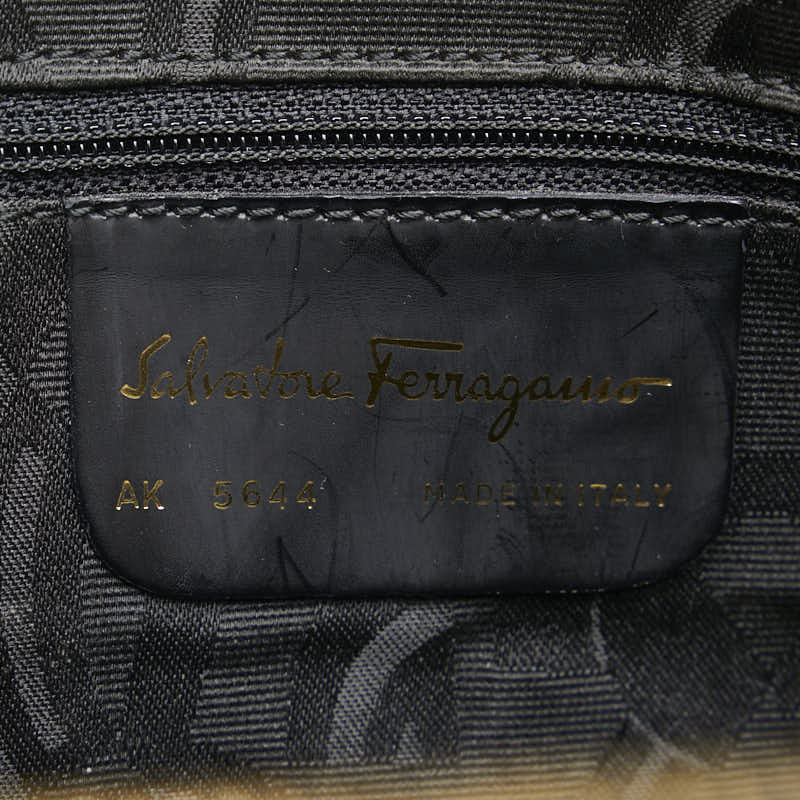 Salvatore Ferragamo
AK 5644 MADE IN ITALY